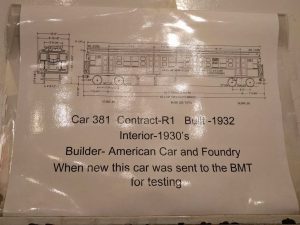 Car 381 Contract-R1 Built-1932
Interior-1930's
Builder- American Car and Foundry
When new this car was sent to the BMT
for testing